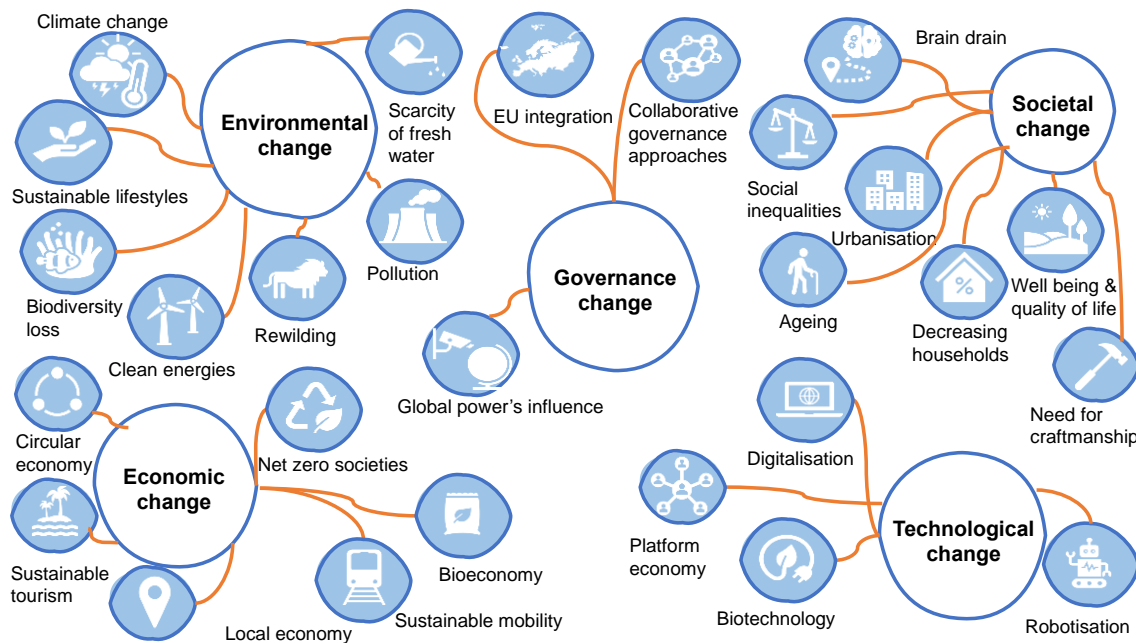 Climate change
Environmental
change
Sustainable lifestyles
Biodiversity
loss
Clean energies
Rewilding
Pollution
Scarcity
of fresh
water
EU integration
Collaborative
governance
approaches
Governance
change
Global power's influence
Brain drain
Societal
change
Social
inequalities
Urbanisation
Ageing
%
Decreasing
households
Well being &
quality of life
Need for
craftmanship
Circular
economy
Economic
change
Net zero societies
Sustainable
tourism
Local economy
Sustainable mobility
Bioeconomy
Digitalisation
Platform
economy
Technological
change
Biotechnology
Robotisation